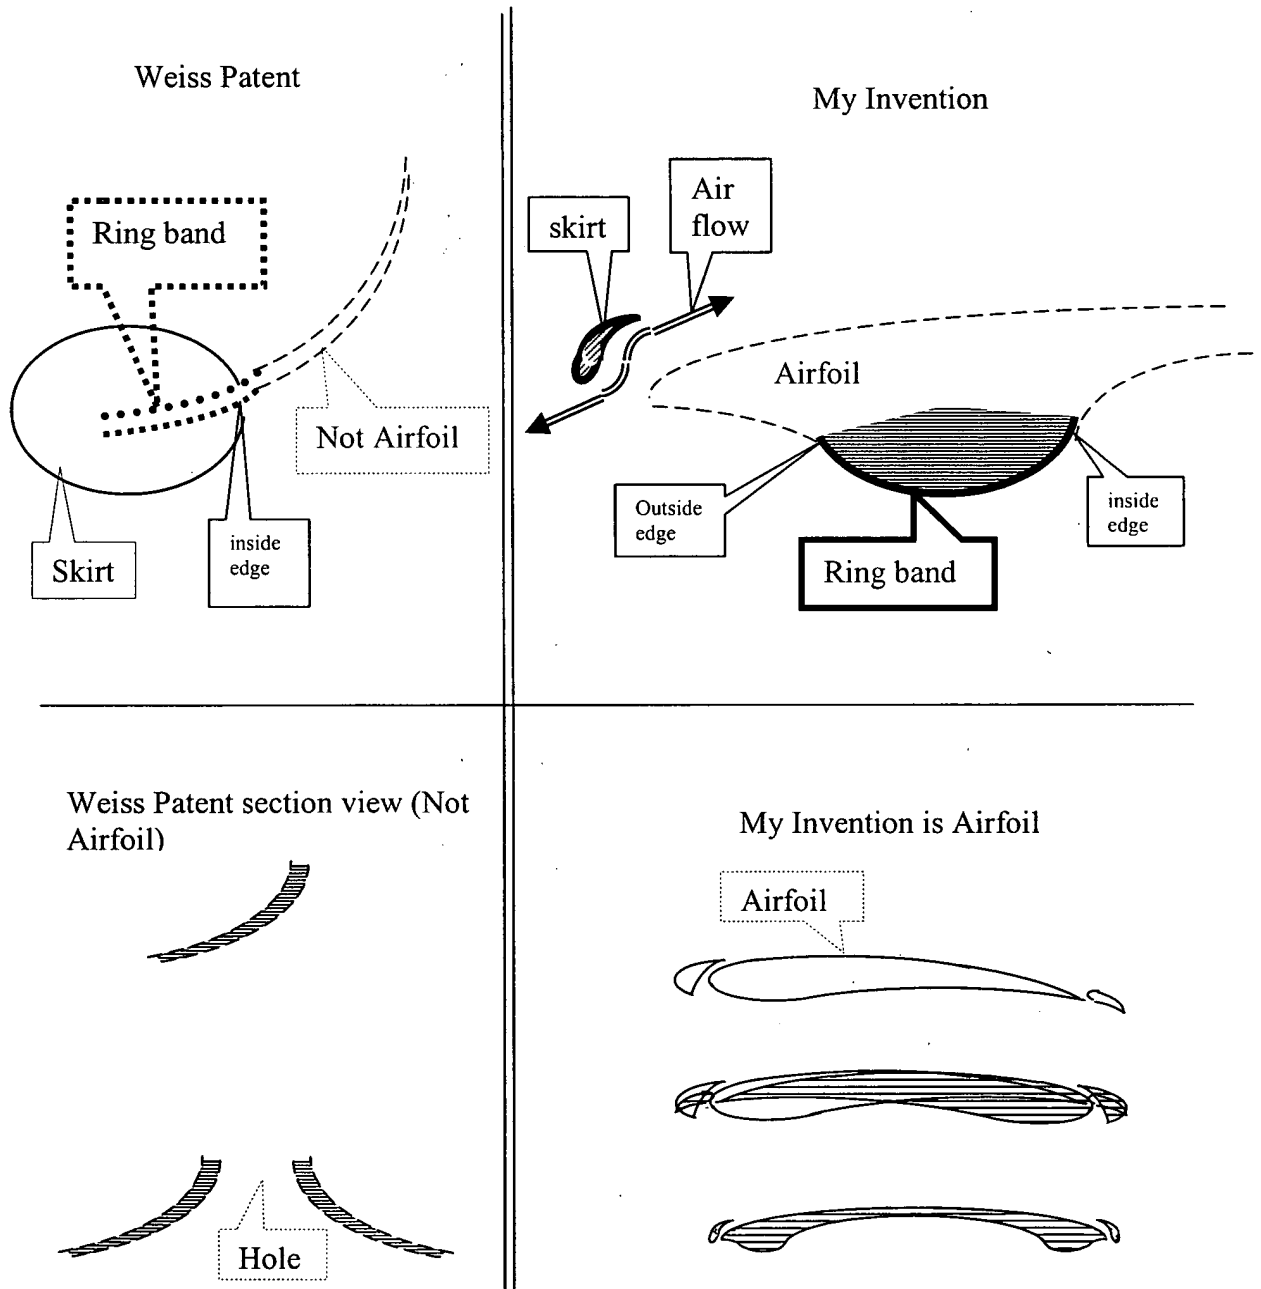 Weiss Patent
Ring band
Not Airfoil
Skirt
inside
edge
My Invention
skirt
Air
flow
Airfoil
Outside
edge
Ring band
inside
edge
Weiss Patent section view (Not
Airfoil)
Hole
My Invention is Airfoil
Airfoil